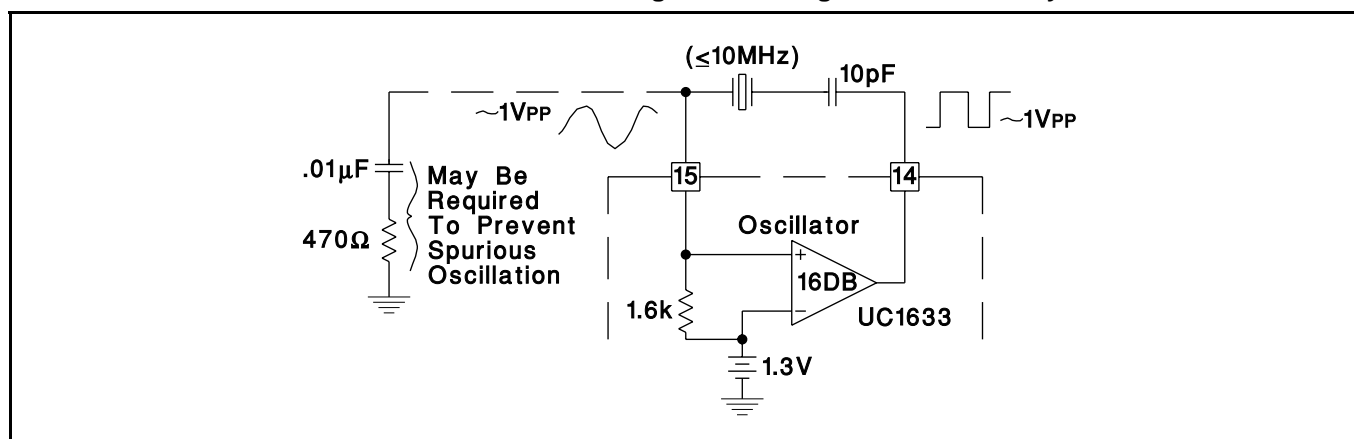 (≤10MHz)
10pF
~1VPP
~1VPP
.01µF
May Be
Required
To Prevent
Spurious
Oscillation
470Ω
15
14
Oscillator
+
16DB
−
1.6k
UC1633
1.3V